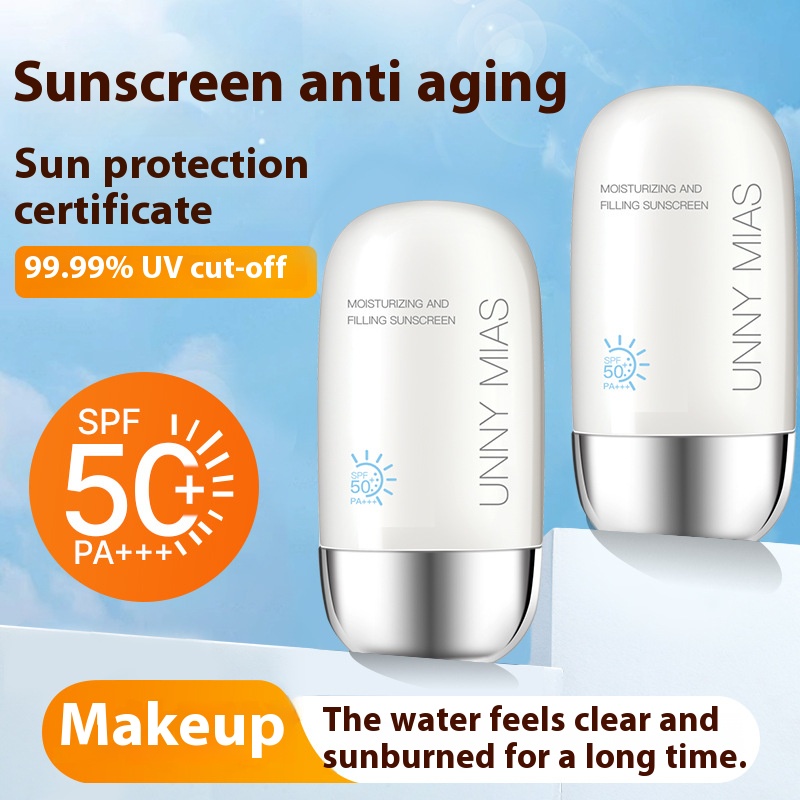 Sunscreen anti aging
Sun protection
certificate
99.99% UV cut-off
MOISTURIZING AND
FILLING SUNSCREEN
UNNY MIAS
SPF
50+
PA+++
MOISTURIZING AND
FILLING SUNSCREEN
UNNY MIAS
SPF
50+
PA+++
SPF
50+
PA+++
Makeup
The water feels clear and
sunburned for a long time.